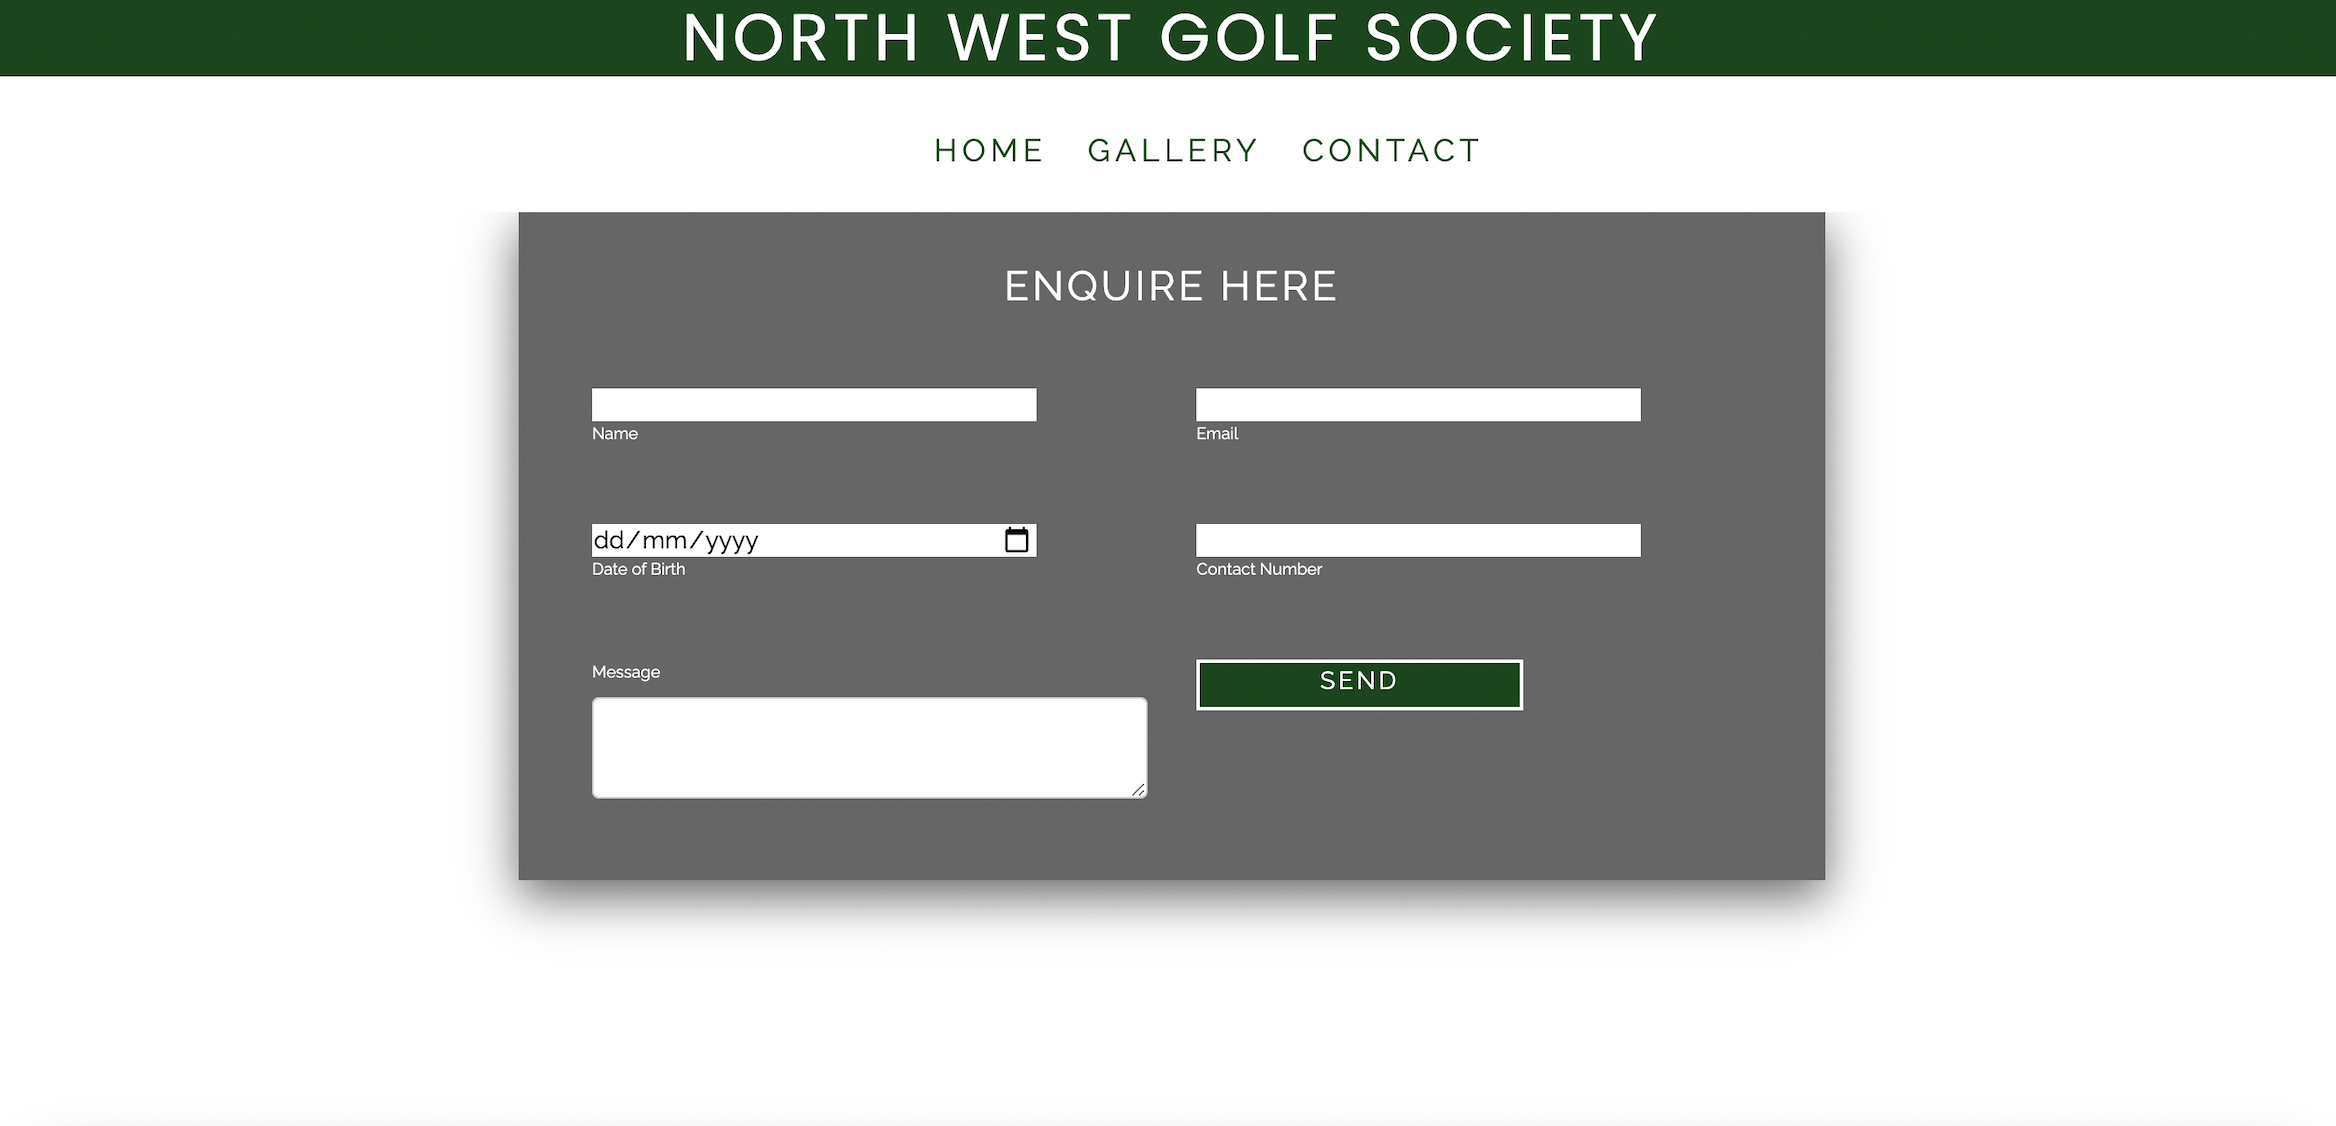 NORTH WEST GOLF SOCIETY
HOME GALLERY CONTACT
ENQUIRE HERE
Name Email
dd/mm/yyyy
Date of Birth Contact Number
Message SEND